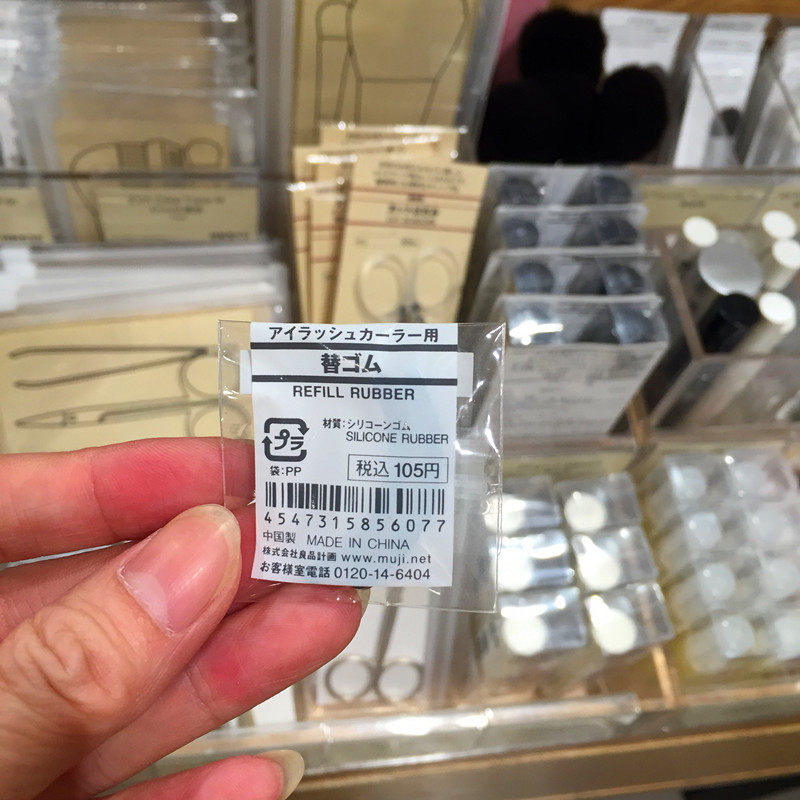 アイラッシュカーラー用
替ゴム
REFILL RUBBER
材質:シリコーンゴム
SILICONE RUBBER
プラ
袋:PP
税込105円
4547315856077
中国製 MADE IN CHINA
株式会社良品計画 www.muji.net
お客様室電話 0120-14-6404